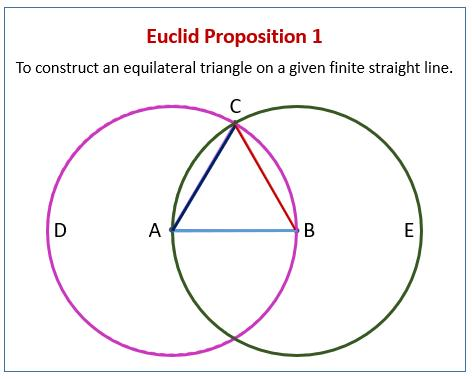 Euclid Proposition 1
To construct an equilateral triangle on a given finite straight line.
C
D A B E